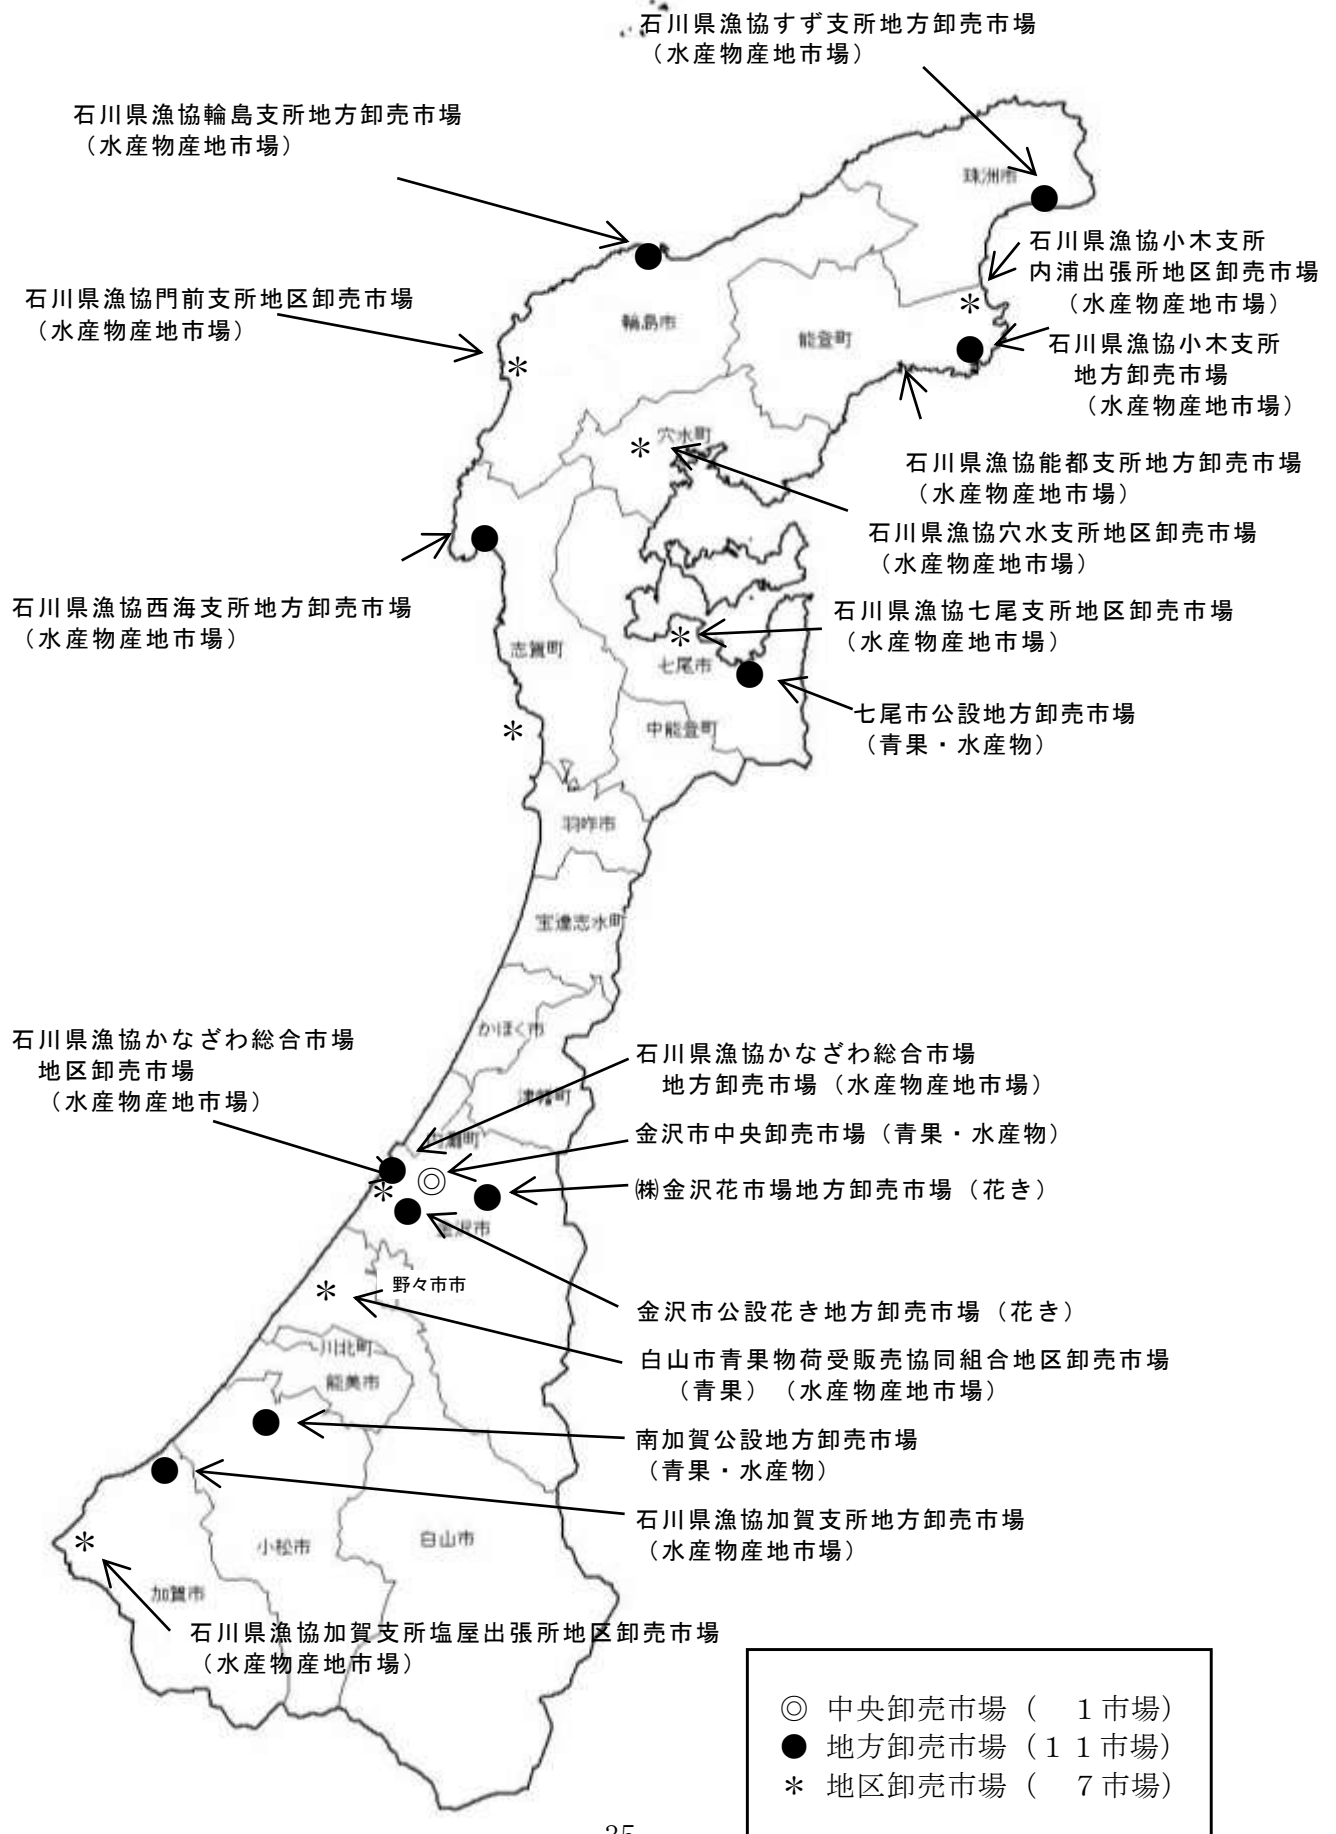 石川県漁協すず支所地方卸売市場
（水産物産地市場）
石川県漁協輪島支所地方卸売市場
（水産物産地市場）
珠洲市
石川県漁協小木支所
内浦出張所地区卸売市場
（水産物産地市場）
石川県漁協門前支所地区卸売市場
（水産物産地市場）
輪島市
能登町
石川県漁協小木支所
地方卸売市場
（水産物産地市場）
穴水町
石川県漁協能都支所地方卸売市場
（水産物産地市場）
石川県漁協穴水支所地区卸売市場
（水産物産地市場）
石川県漁協西海支所地方卸売市場
（水産物産地市場）
石川県漁協七尾支所地区卸売市場
（水産物産地市場）
志賀町
七尾市
七尾市公設地方卸売市場
（青果・水産物）
中能登町
羽咋市
宝達志水町
かほく市
石川県漁協かなざわ総合市場
地区卸売市場
（水産物産地市場）
石川県漁協かなざわ総合市場
地方卸売市場（水産物産地市場）
津幡町
内灘町
金沢市中央卸売市場（青果・水産物）
㈱金沢花市場地方卸売市場（花き）
金沢市
野々市市
金沢市公設花き地方卸売市場（花き）
川北町
白山市青果物荷受販売協同組合地区卸売市場
（青果）（水産物産地市場）
能美市
南加賀公設地方卸売市場
（青果・水産物）
石川県漁協加賀支所地方卸売市場
（水産物産地市場）
小松市
白山市
加賀市
石川県漁協加賀支所塩屋出張所地区卸売市場
（水産物産地市場）
◎ 中央卸売市場（　１市場）
● 地方卸売市場（１１市場）
＊ 地区卸売市場（　７市場）
35